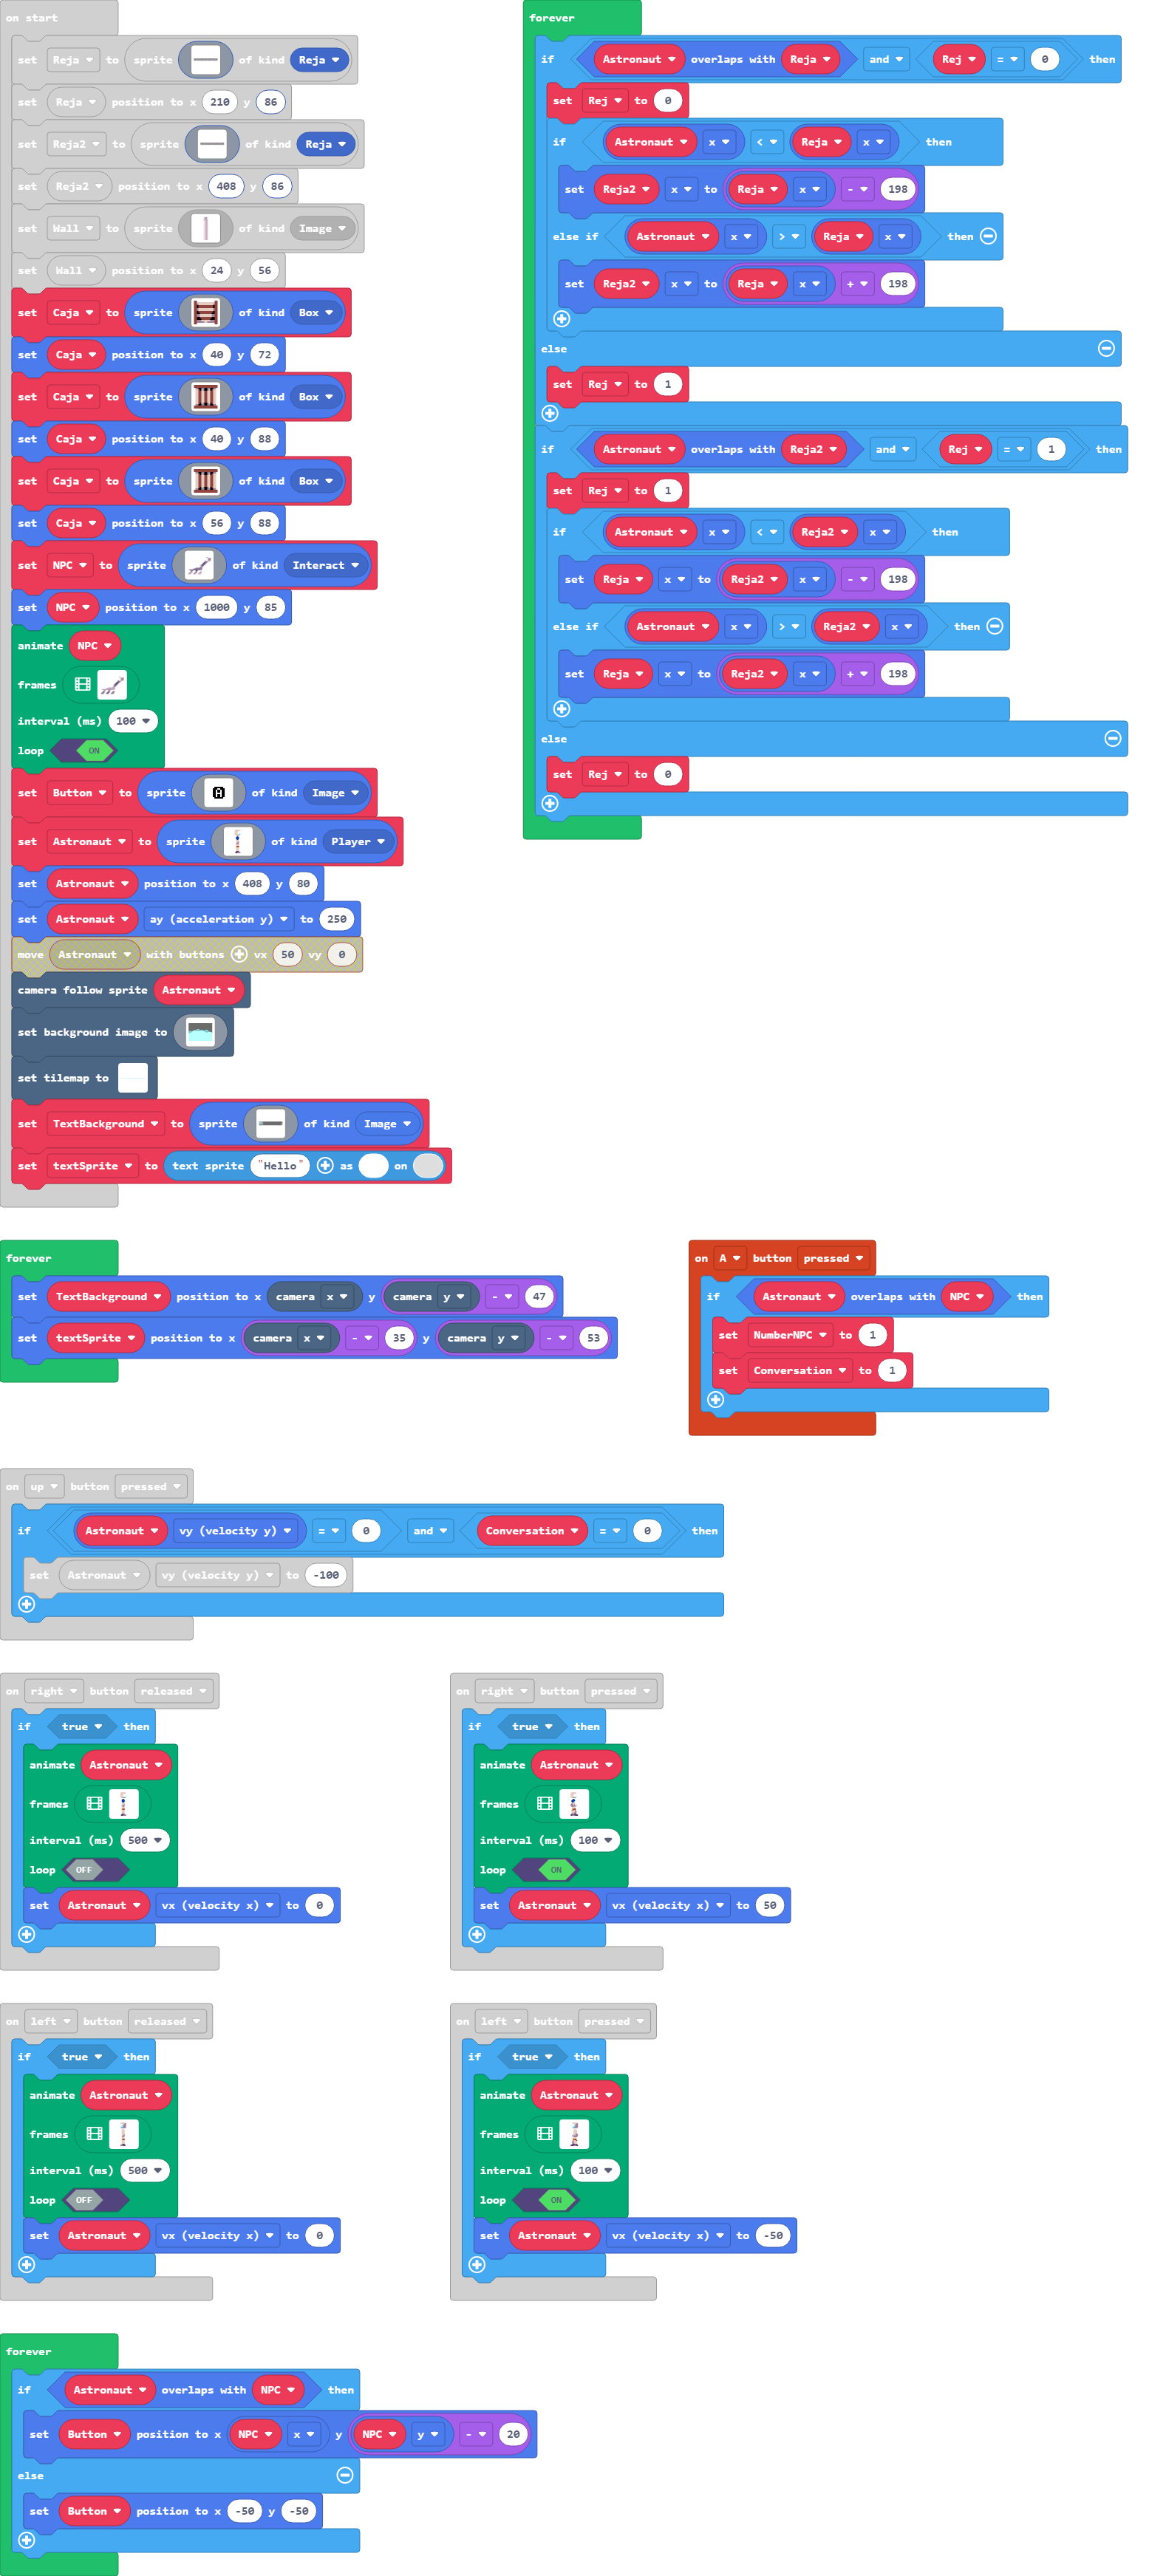 on start
set Reja to sprite of kind Reja
set Reja position to x 210 y 86
set Reja2 to sprite of kind Reja
set Reja2 position to x 408 y 86
set Wall to sprite of kind Image
set Wall position to x 24 y 56
set Caja to sprite of kind Box
set Caja position to x 40 y 72
set Caja to sprite of kind Box
set Caja position to x 40 y 88
set Caja to sprite of kind Box
set Caja position to x 56 y 88
set NPC to sprite of kind Interact
set NPC position to x 1000 y 85
animate NPC
frames
interval (ms) 100
loop ON
set Button to sprite A of kind Image
set Astronaut to sprite of kind Player
set Astronaut position to x 408 y 80
set Astronaut ay (acceleration y) to 250
move Astronaut with buttons + vx 50 vy 0
camera follow sprite Astronaut
set background image to
set tilemap to
set TextBackground to sprite of kind Image
set textSprite to text sprite "Hello" + as on
forever
if Astronaut overlaps with Reja and Rej = 0 then
set Rej to 0
if Astronaut x < Reja x then
set Reja2 x to Reja x - 198
else if Astronaut x > Reja x then
set Reja2 x to Reja x + 198
else
set Rej to 1
if Astronaut overlaps with Reja2 and Rej = 1 then
set Rej to 1
if Astronaut x < Reja2 x then
set Reja x to Reja2 x - 198
else if Astronaut x > Reja2 x then
set Reja x to Reja2 x + 198
else
set Rej to 0
forever
set TextBackground position to x camera x y camera y - 47
set textSprite position to x camera x - 35 y camera y - 53
on A button pressed
if Astronaut overlaps with NPC then
set NumberNPC to 1
set Conversation to 1
on up button pressed
if Astronaut vy (velocity y) = 0 and Conversation = 0 then
set Astronaut vy (velocity y) to -100
on right button released
if true then
animate Astronaut
frames
interval (ms) 500
loop OFF
set Astronaut vx (velocity x) to 0
on right button pressed
if true then
animate Astronaut
frames
interval (ms) 100
loop ON
set Astronaut vx (velocity x) to 50
on left button released
if true then
animate Astronaut
frames
interval (ms) 500
loop OFF
set Astronaut vx (velocity x) to 0
on left button pressed
if true then
animate Astronaut
frames
interval (ms) 100
loop ON
set Astronaut vx (velocity x) to -50
forever
if Astronaut overlaps with NPC then
set Button position to x NPC x y NPC y - 20
else
set Button position to x -50 y -50